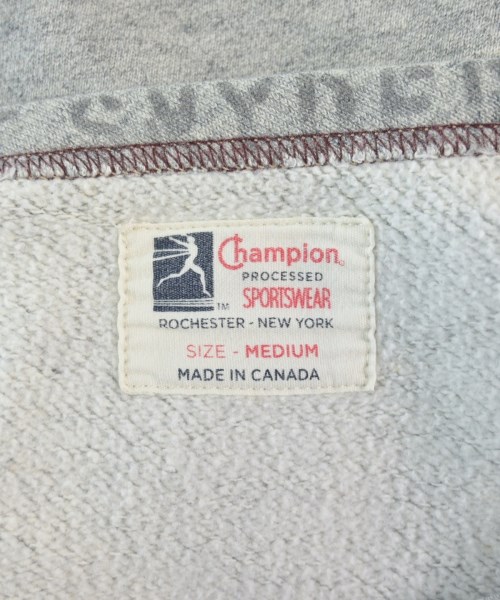 Champion
PROCESSED
SPORTSWEAR
TM
ROCHESTER - NEW YORK
SIZE - MEDIUM
MADE IN CANADA